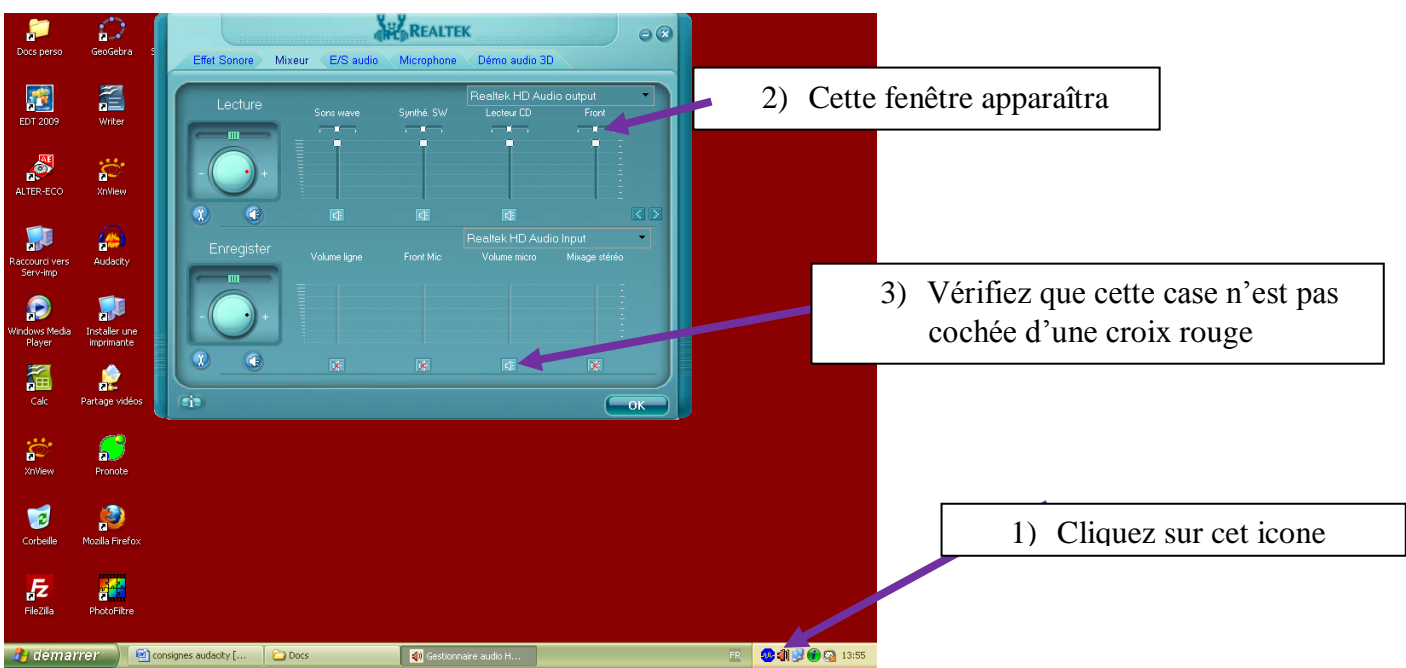 Docs perso
GeoGebra
S
EDT 2009
Writer
ALTER-ECO
XnView
Raccourci vers
Serv-imp
Audacity
Windows Media
Player
Installer une
imprimante
Calc
Partage vidéos
XnView
Pronote
Corbeille
Mozilla Firefox
FileZilla
PhotoFiltre
REALTEK
Effet Sonore Mixeur E/S audio Microphone Démo audio 3D
Lecture
Realtek HD Audio output
Sons wave Synthé. SW Lecteur CD Front
- +
Enregister
Realtek HD Audio Input
Volume ligne Front Mic Volume micro Mixage stéréo
- +
i
OK
2) Cette fenêtre apparaîtra
3) Vérifiez que cette case n’est pas
cochée d’une croix rouge
1) Cliquez sur cet icone
démarrer consignes audacity [... Docs Gestionnaire audio H... FR 13:55